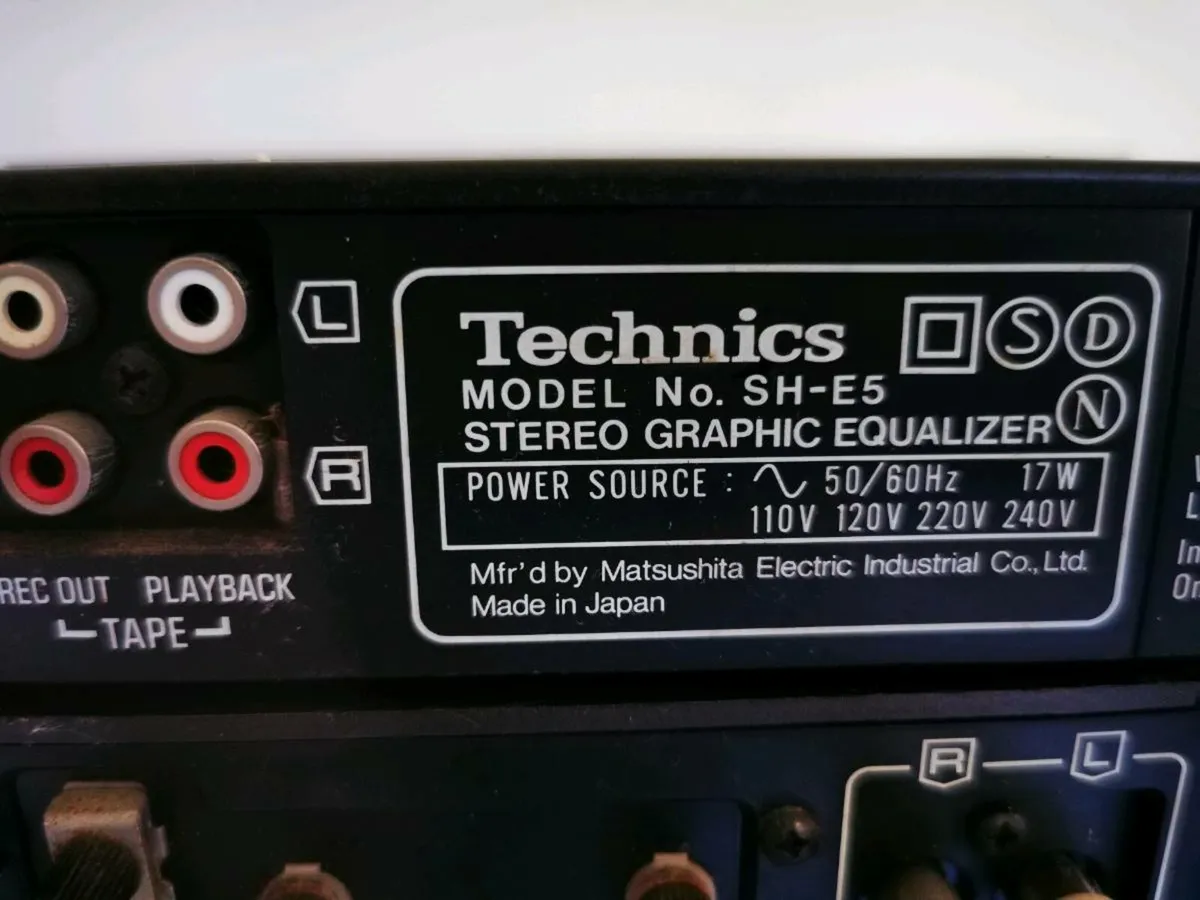 L
Technics S D
MODEL No. SH-E5 N
STEREO GRAPHIC EQUALIZER
R
POWER SOURCE : 50/60Hz 17W
110V 120V 220V 240V
Mfr'd by Matsushita Electric Industrial Co., Ltd.
Made in Japan
REC OUT PLAYBACK
TAPE
R L